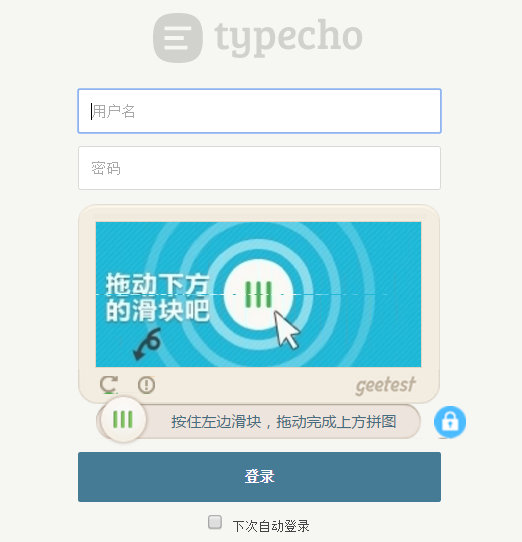 typecho
用户名
密码
拖动下方
的滑块吧
geetest
按住左边滑块，拖动完成上方拼图
登录
下次自动登录